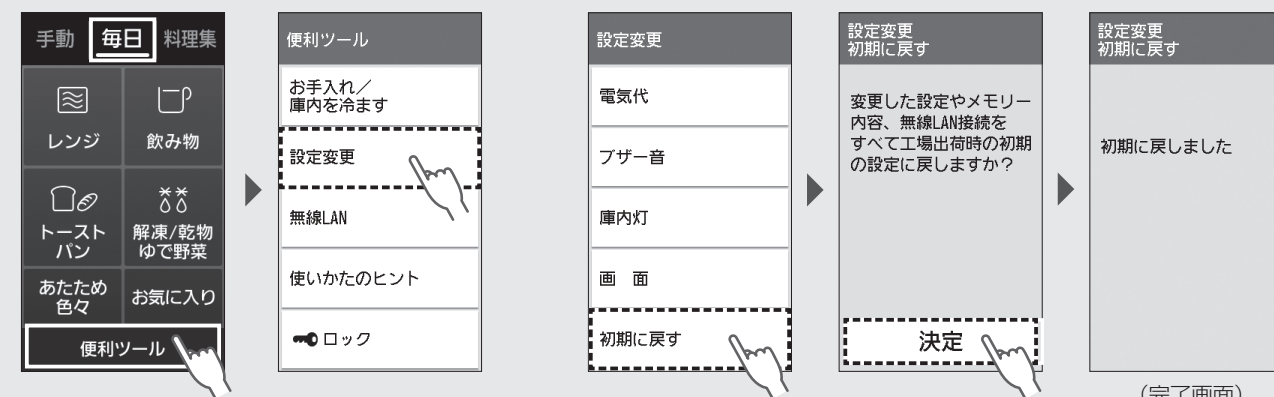 手動 毎日 料理集
レンジ 飲み物
トースト
パン
解凍/乾物
ゆで野菜
あたため
色々
お気に入り
便利ツール
便利ツール
お手入れ／
庫内を冷ます
設定変更
無線LAN
使いかたのヒント
ロック
設定変更
電気代
ブザー音
庫内灯
画　面
初期に戻す
設定変更
初期に戻す
変更した設定やメモリー
内容、無線LAN接続を
すべて工場出荷時の初期
の設定に戻しますか？
決定
設定変更
初期に戻す
初期に戻しました
（完了画面）